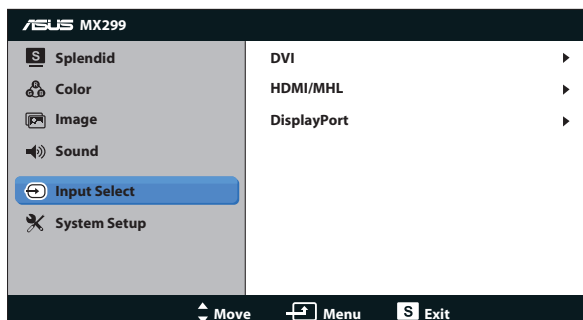 ASUS MX299
S Splendid
DVI
Color
HDMI/MHL
Image
DisplayPort
Sound
Input Select
System Setup
Move Menu S Exit